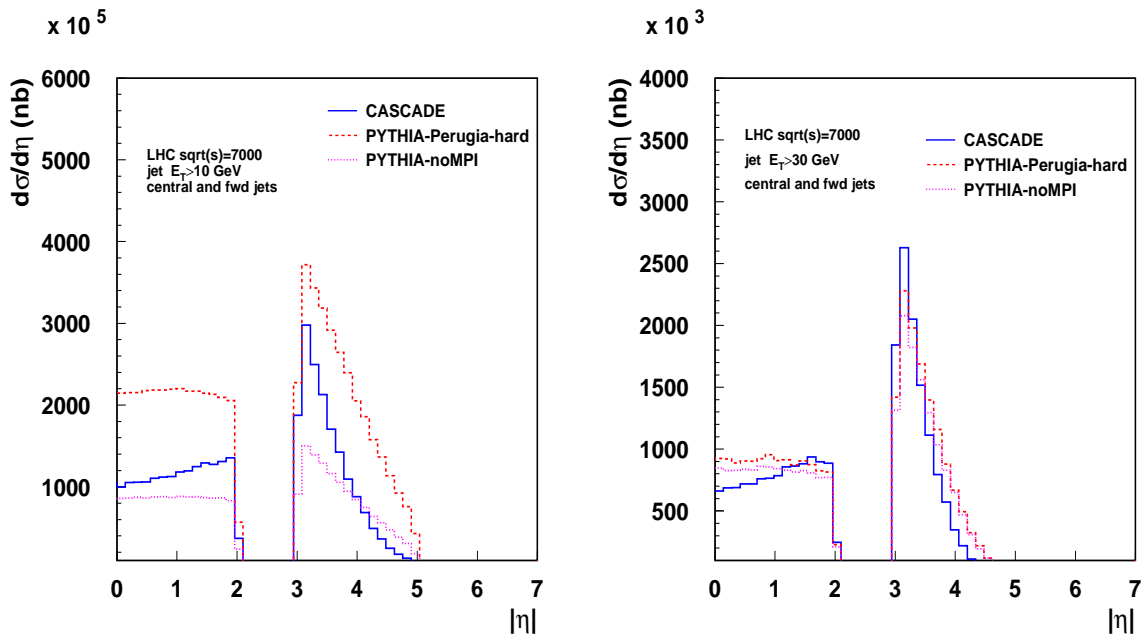 x 10 5
dσ/dη (nb)
6000
5000
4000
3000
2000
1000
CASCADE
PYTHIA-Perugia-hard
PYTHIA-noMPI
LHC sqrt(s)=7000
jet ET>10 GeV
central and fwd jets
0 1 2 3 4 5 6 7
|η|
x 10 3
dσ/dη (nb)
4000
3500
3000
2500
2000
1500
1000
500
LHC sqrt(s)=7000
jet ET>30 GeV
central and fwd jets
CASCADE
PYTHIA-Perugia-hard
PYTHIA-noMPI
0 1 2 3 4 5 6 7
|η|